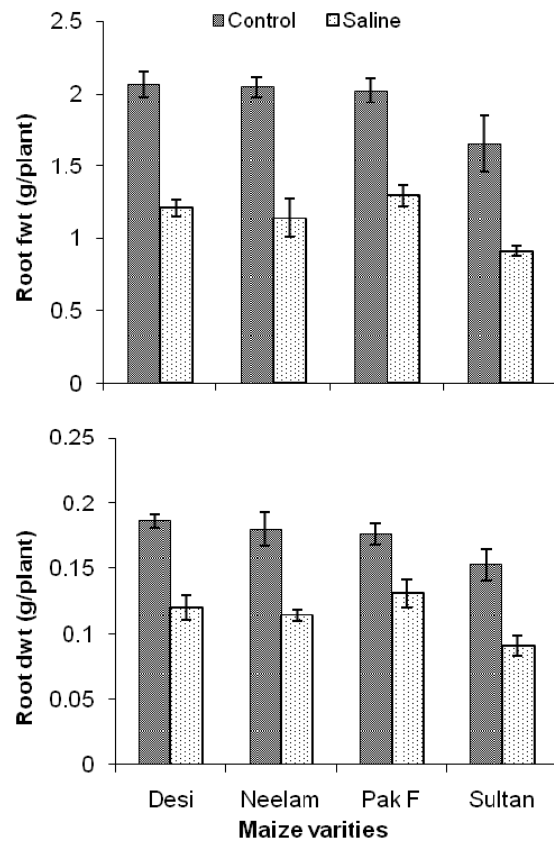 Control Saline
2.5
2
1.5
1
0.5
0
Root fwt (g/plant)
0.25
0.2
0.15
0.1
0.05
0
Root dwt (g/plant)
Desi Neelam Pak F Sultan
Maize varities